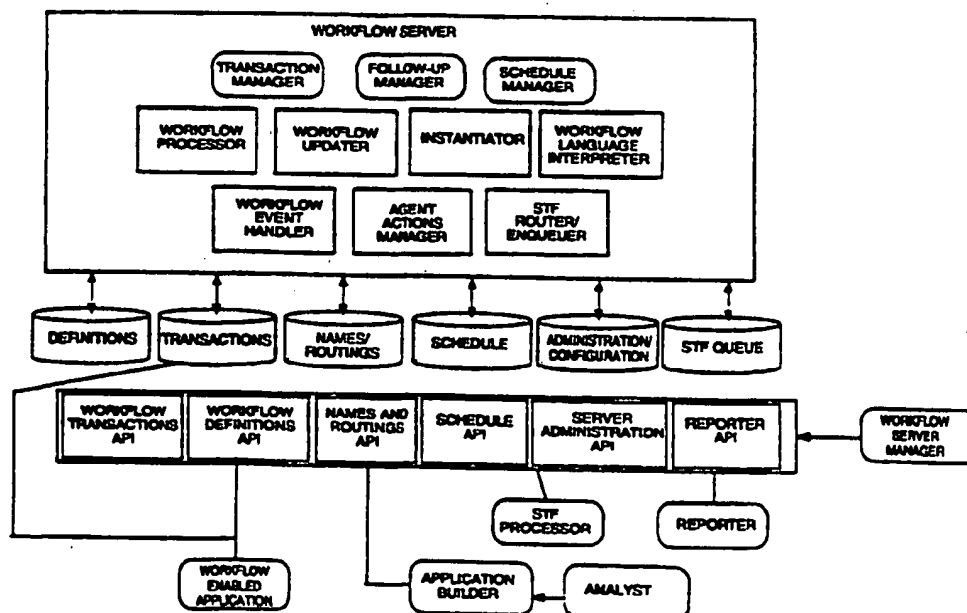 WORKFLOW SERVER
TRANSACTION
MANAGER
FOLLOW-UP
MANAGER
SCHEDULE
MANAGER
WORKFLOW
PROCESSOR
WORKFLOW
UPDATER
INSTANTIATOR
WORKFLOW
LANGUAGE
INTERPRETER
WORKFLOW
EVENT
HANDLER
AGENT
ACTIONS
MANAGER
STF
ROUTER/
ENQUEUER
DEFINITIONS
TRANSACTIONS
NAMES/
ROUTINGS
SCHEDULE
ADMINISTRATION/
CONFIGURATION
STF QUEUE
WORKFLOW
TRANSACTIONS
API
WORKFLOW
DEFINITIONS
API
NAMES AND
ROUTINGS
API
SCHEDULE
API
SERVER
ADMINISTRATION
API
REPORTER
API
WORKFLOW
SERVER
MANAGER
STF
PROCESSOR
REPORTER
WORKFLOW
ENABLED
APPLICATION
APPLICATION
BUILDER
ANALYST